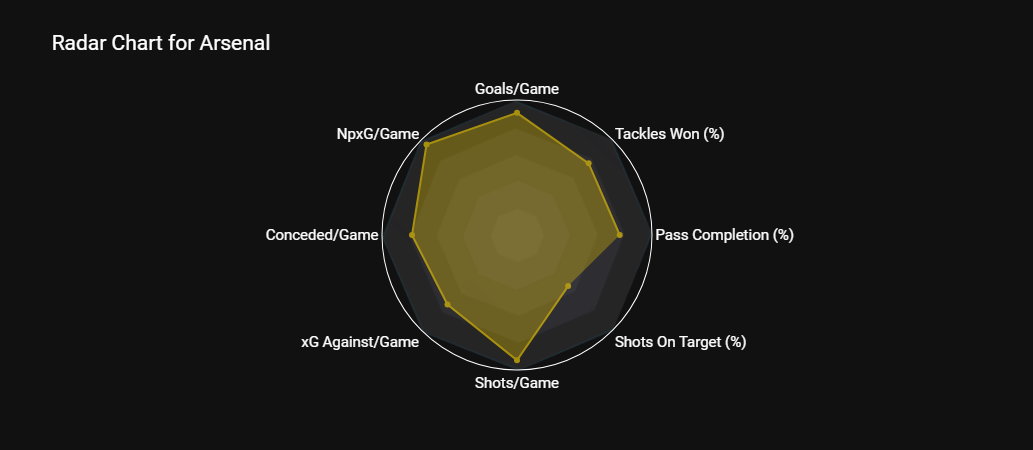 Radar Chart for Arsenal
Goals/Game
NpxG/Game
Tackles Won (%)
Conceded/Game
Pass Completion (%)
xG Against/Game
Shots On Target (%)
Shots/Game